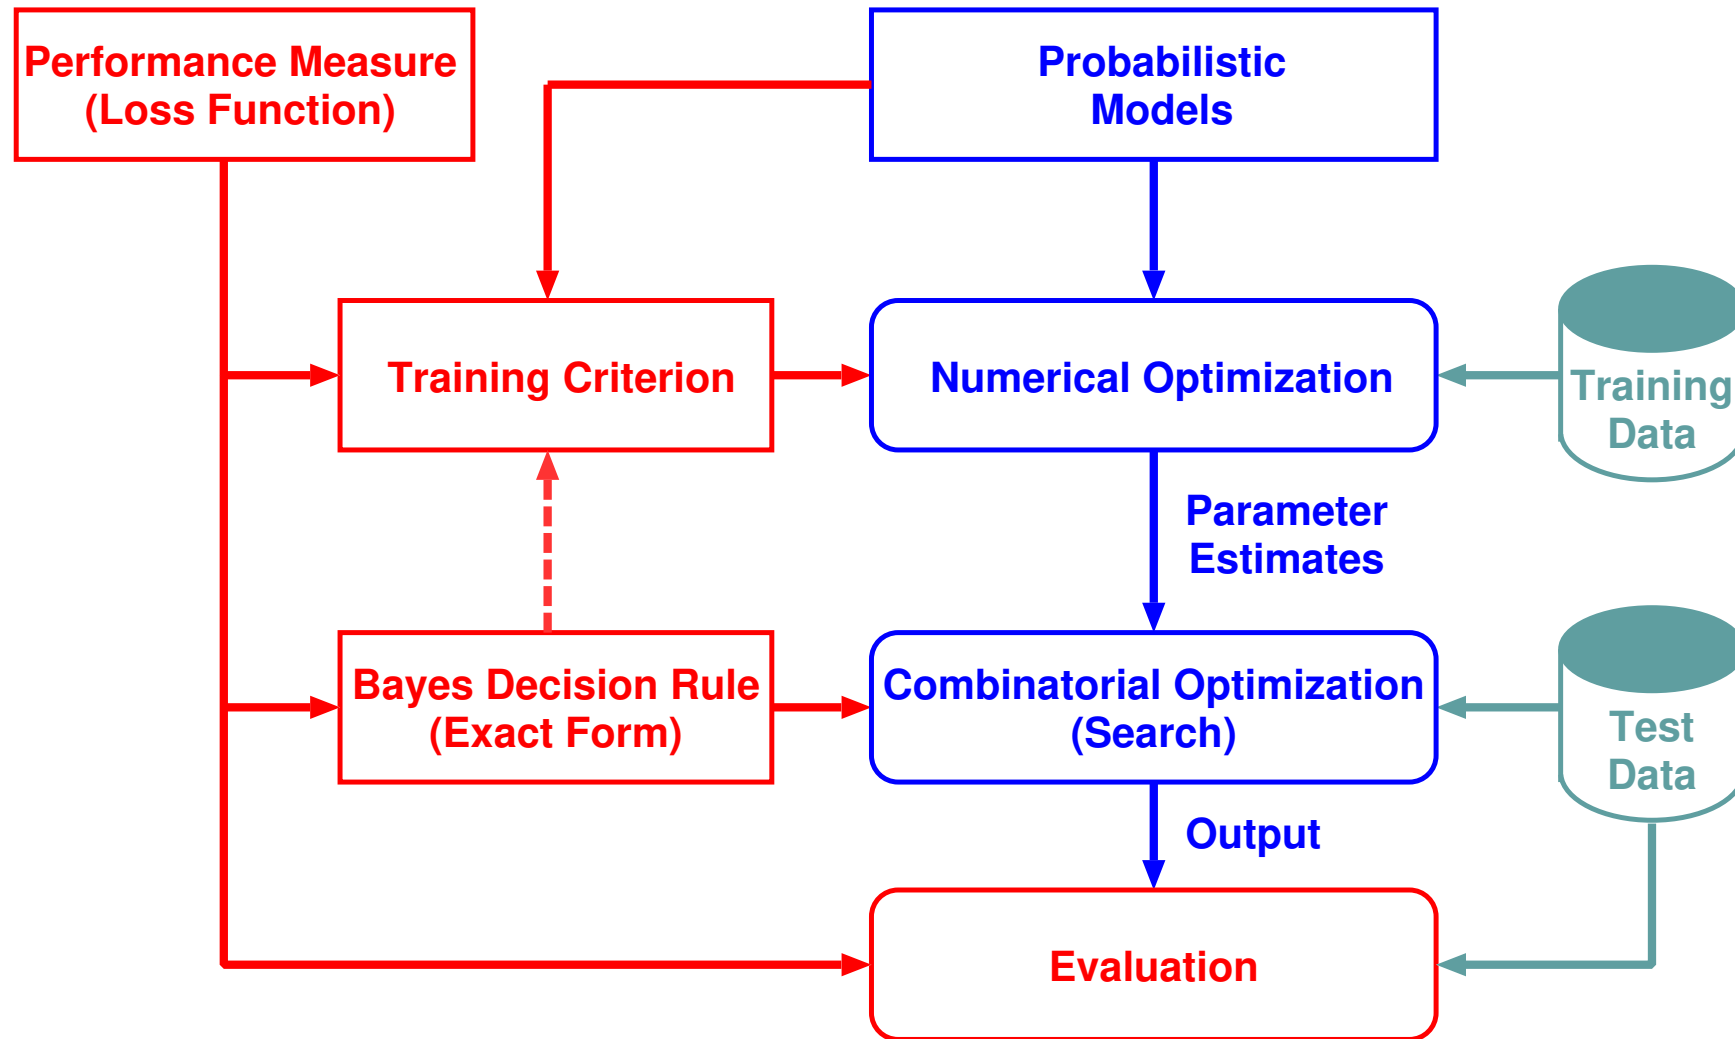 Performance Measure
(Loss Function)
Probabilistic
Models
Training Criterion
Numerical Optimization
Training
Data
Parameter
Estimates
Bayes Decision Rule
(Exact Form)
Combinatorial Optimization
(Search)
Test
Data
Output
Evaluation